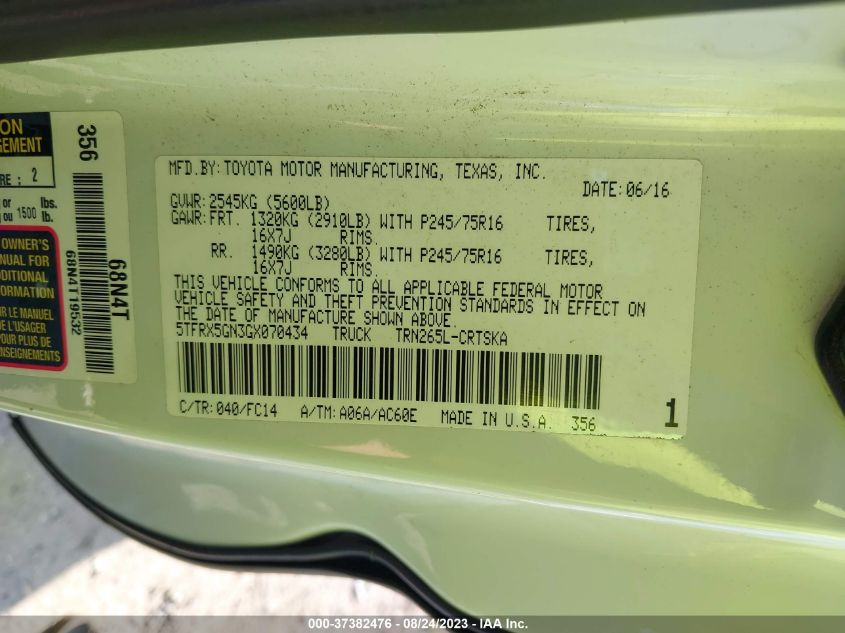 ON
GEMENT
RE : 2
or lbs.
ou 1500 lb.
OWNER'S
MANUAL FOR
DDITIONAL
FORMATION
R LE MANUEL
DE L'USAGER
POUR PLUS DE
ENSEIGNEMENTS.
356
68N4T
68N4T19532
MFD.BY: TOYOTA MOTOR MANUFACTURING, TEXAS, INC.
DATE: 06/16
GVWR: 2545KG (5600LB)
GAWR: FRT. 1320KG (2910LB) WITH P245/75R16 TIRES,
16X7J RIMS.
RR. 1490KG (3280LB) WITH P245/75R16 TIRES,
16X7J RIMS.
THIS VEHICLE CONFORMS TO ALL APPLICABLE FEDERAL MOTOR
VEHICLE SAFETY AND THEFT PREVENTION STANDARDS IN EFFECT ON
THE DATE OF MANUFACTURE SHOWN ABOVE.
5TFRX5GN3GX070434 TRUCK TRN265L-CRTSKA
C/TR: 040/FC14 A/TM: A06A/AC60E MADE IN U.S.A. 356
1
000-37382476 - 08/24/2023 - IAA Inc.